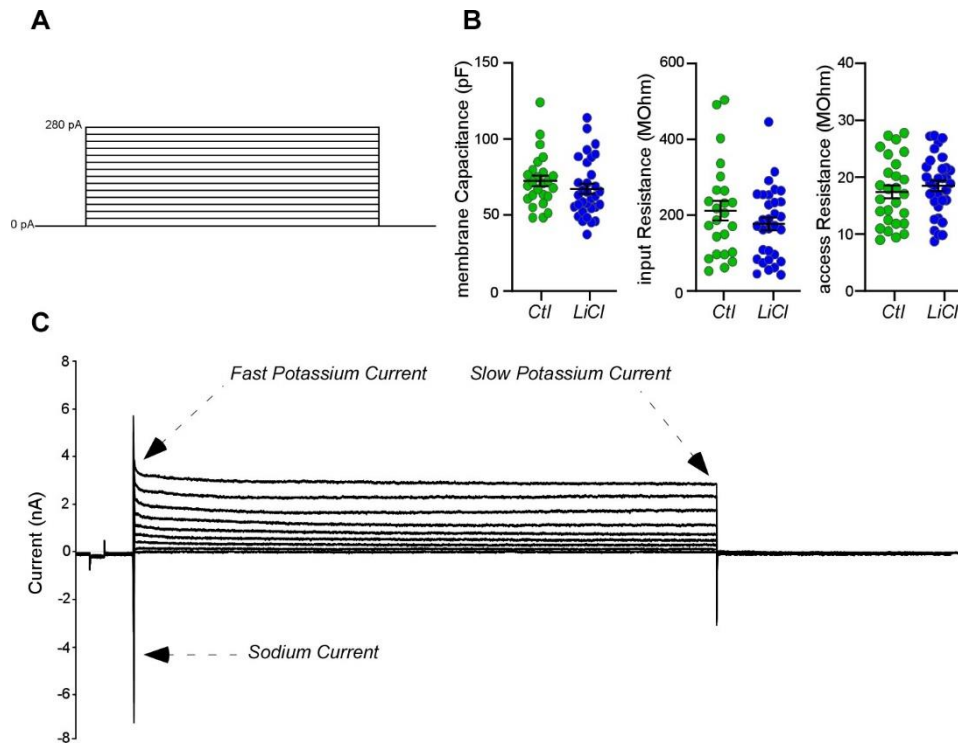 A
280 pA
0 pA
B
membrane Capacitance (pF)
150
100
50
0
Ctl LiCl
input Resistance (MOhm)
600
400
200
0
Ctl LiCl
access Resistance (MOhm)
40
30
20
10
0
Ctl LiCl
C
Current (nA)
8
6
4
2
0
-2
-4
-6
-8
Fast Potassium Current
Slow Potassium Current
Sodium Current